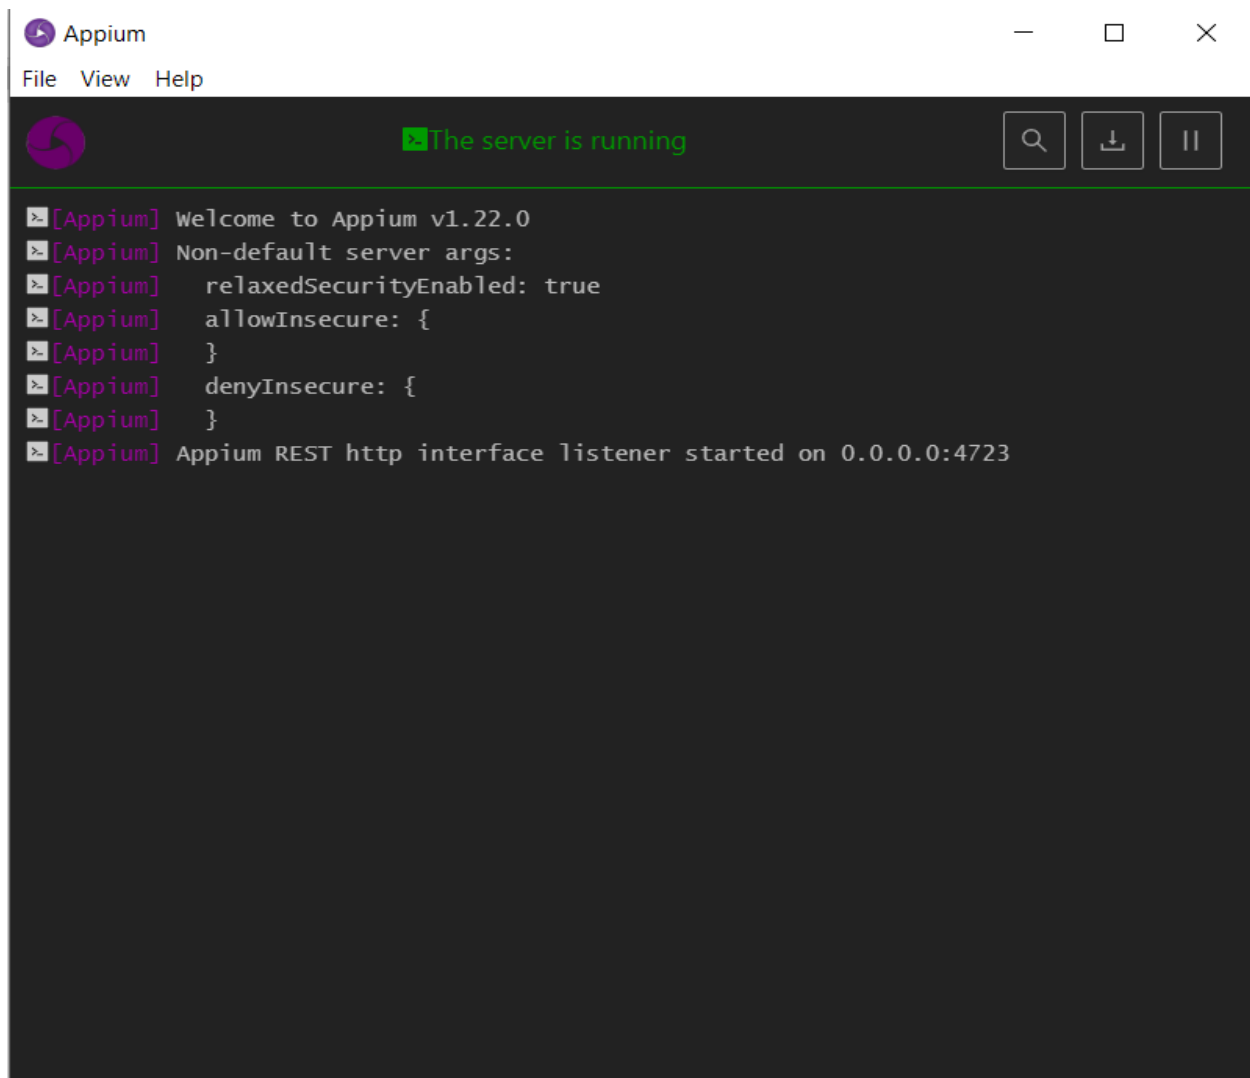 Appium
File View Help
The server is running
[Appium] Welcome to Appium v1.22.0
[Appium] Non-default server args:
[Appium]   relaxedSecurityEnabled: true
[Appium]   allowInsecure: {
[Appium]   }
[Appium]   denyInsecure: {
[Appium]   }
[Appium] Appium REST http interface listener started on 0.0.0.0:4723